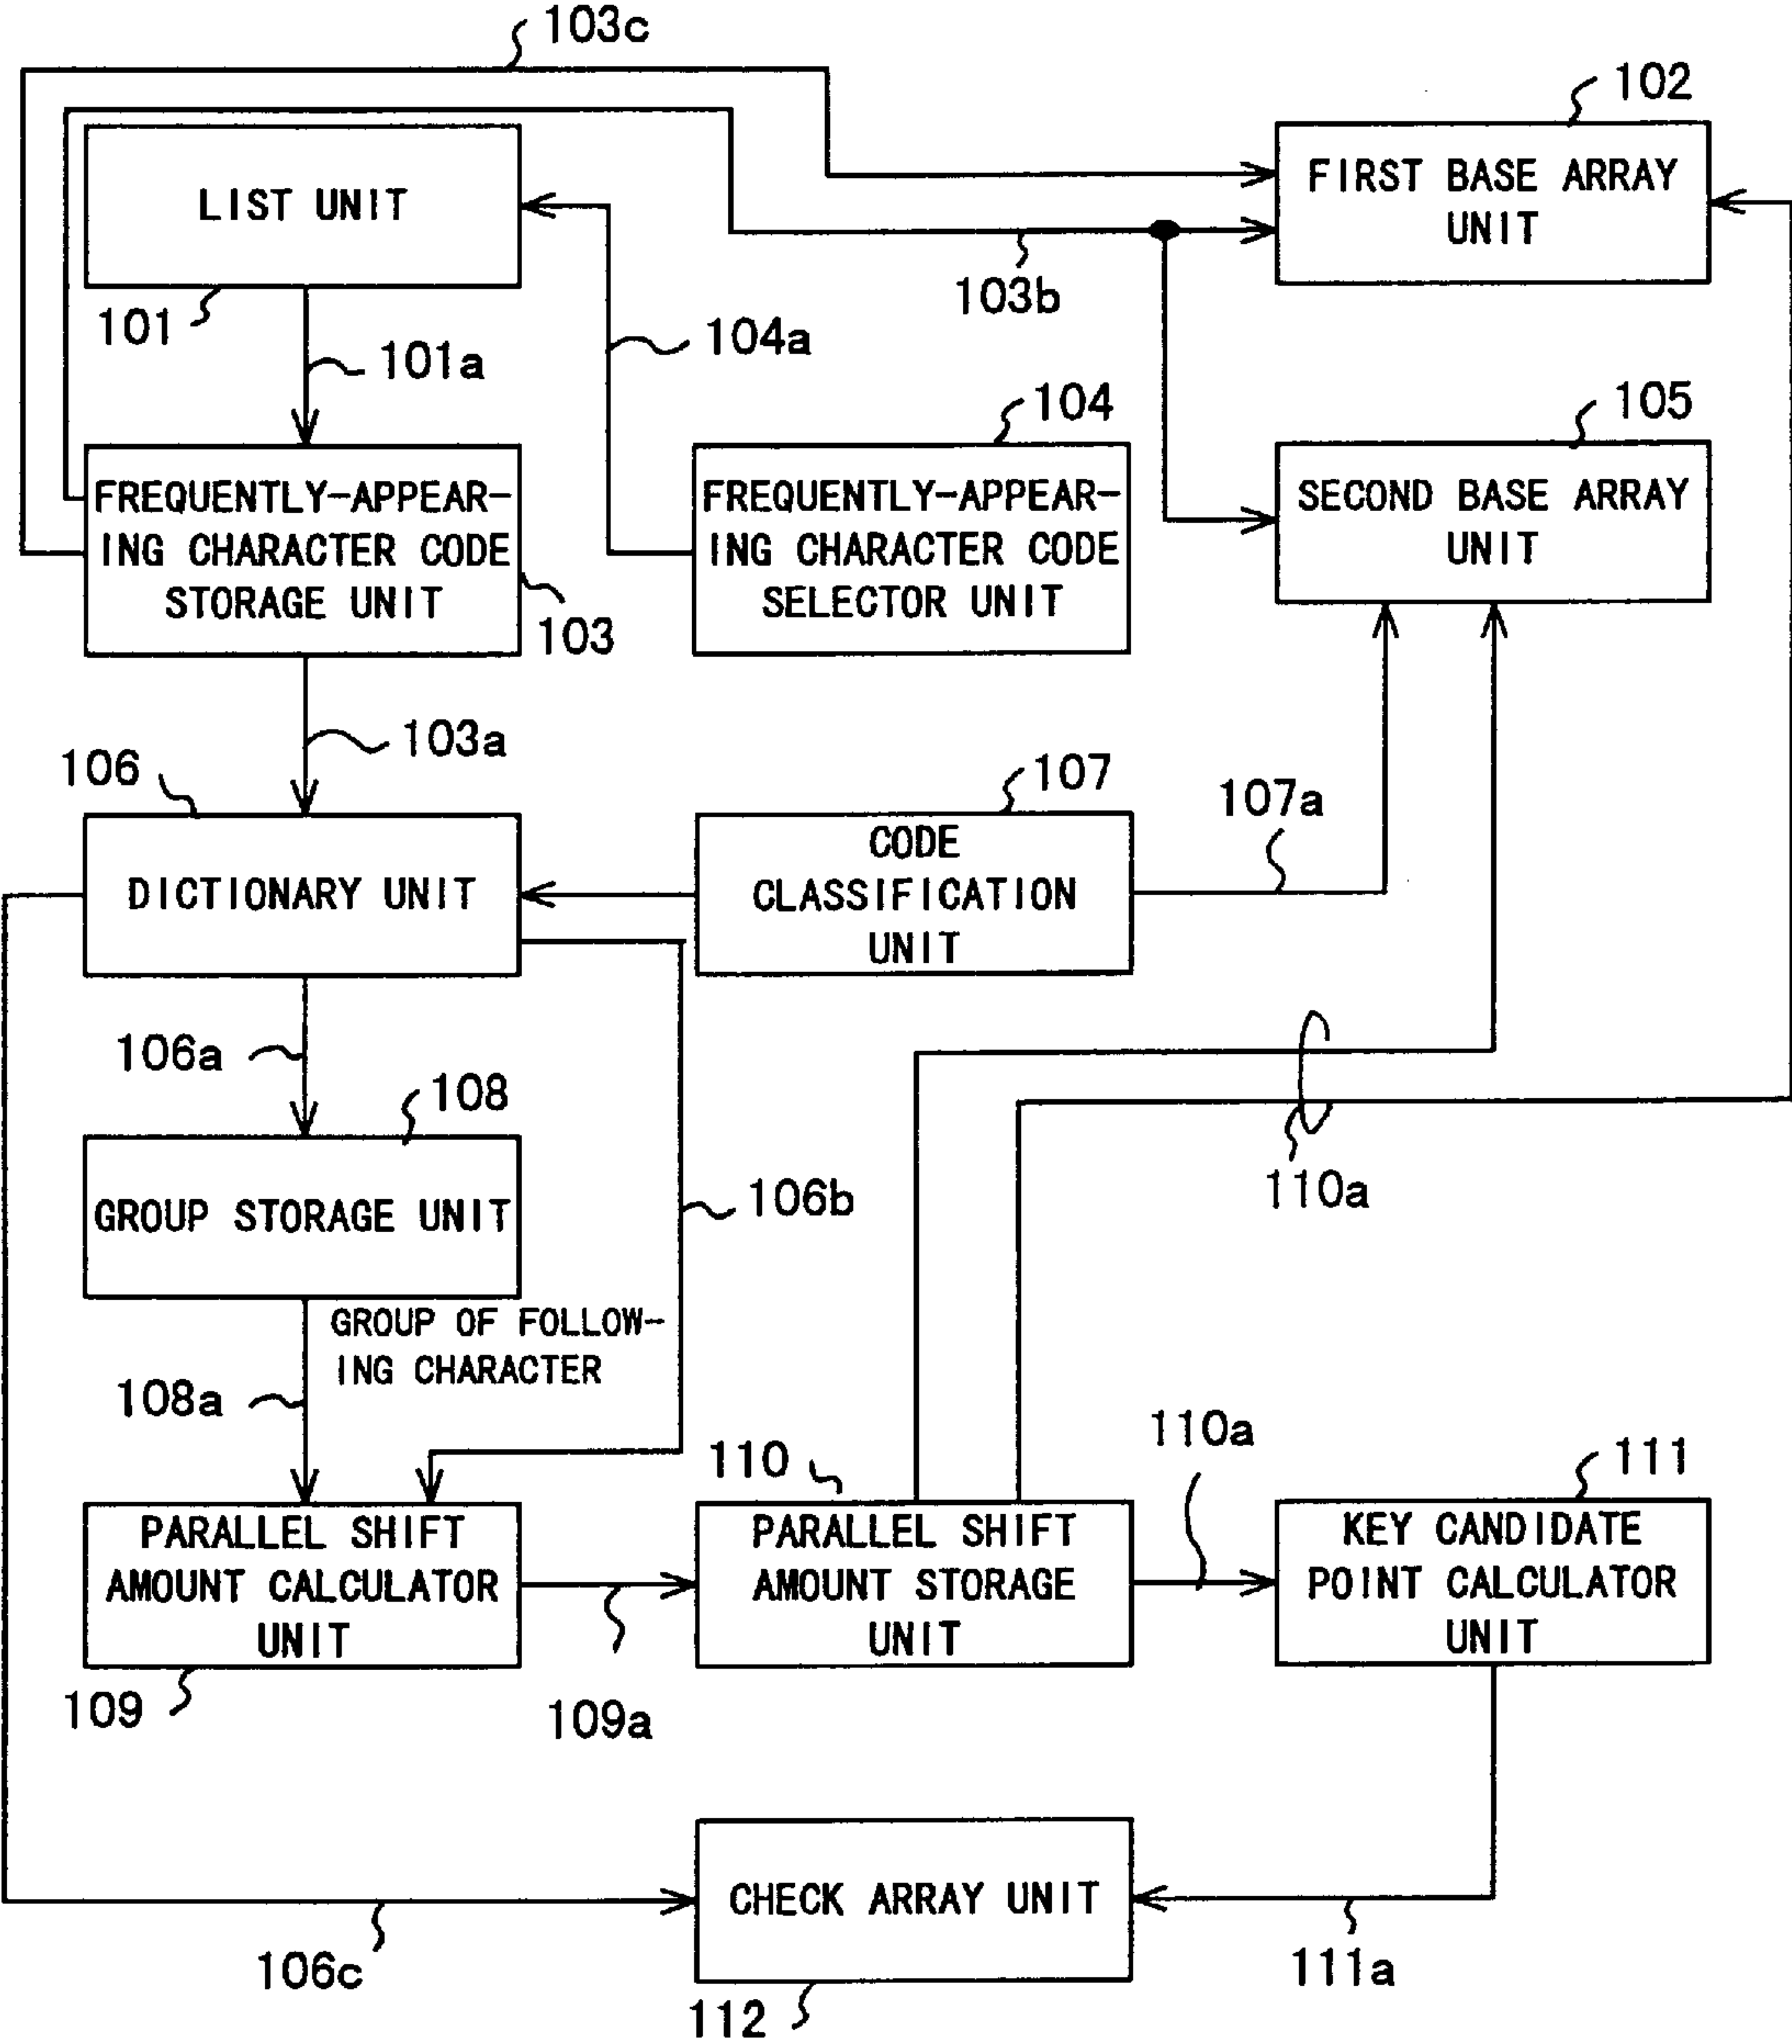 103c
102
LIST UNIT
FIRST BASE ARRAY
UNIT
103b
101
104a
101a
104
105
FREQUENTLY-APPEAR-
ING CHARACTER CODE
STORAGE UNIT
FREQUENTLY-APPEAR-
ING CHARACTER CODE
SELECTOR UNIT
SECOND BASE ARRAY
UNIT
103
103a
106
107
107a
DICTIONARY UNIT
CODE
CLASSIFICATION
UNIT
106a
108
110a
106b
GROUP STORAGE UNIT
GROUP OF FOLLOW-
ING CHARACTER
108a
110
110a
111
PARALLEL SHIFT
AMOUNT CALCULATOR
UNIT
PARALLEL SHIFT
AMOUNT STORAGE
UNIT
KEY CANDIDATE
POINT CALCULATOR
UNIT
109
109a
CHECK ARRAY UNIT
106c
111a
112